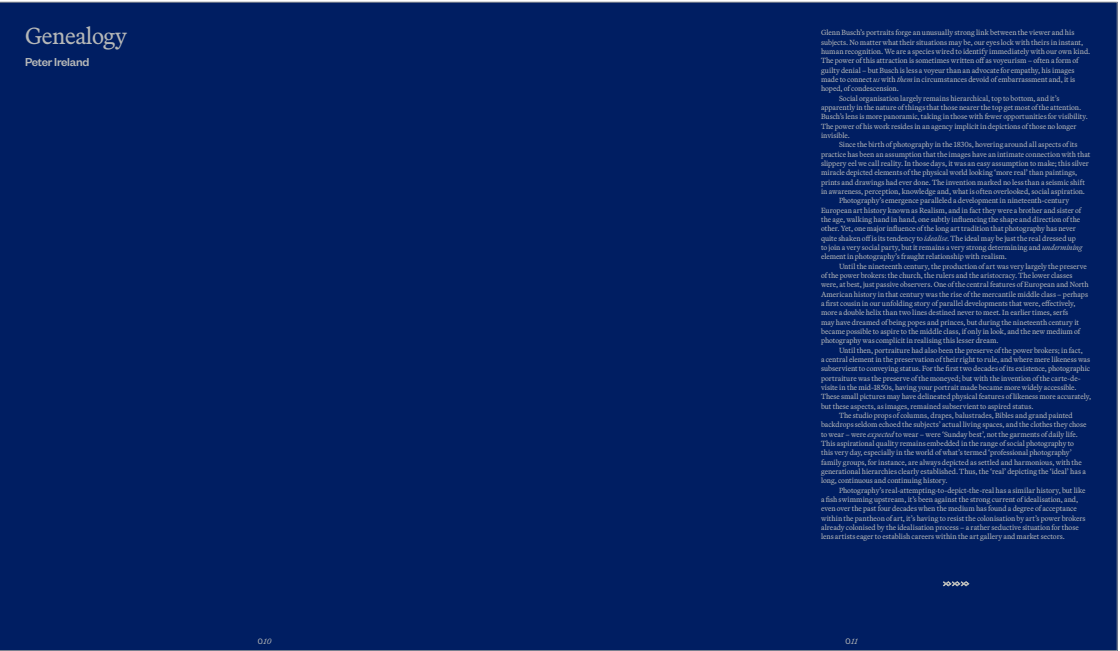 Genealogy
Peter Ireland
Glenn Busch's portraits forge an unusually strong link between the viewer and his
subjects. No matter what their situations may be, our eyes lock with theirs in instant,
human recognition. We are a species wired to identify immediately with our own kind.
The power of this attraction is sometimes written off as voyeurism – often a form of
guilty denial – but Busch is less a voyeur than an advocate for empathy, his images
made to connect us with them in circumstances devoid of embarrassment and, it is
hoped, of condescension.
Social organisation largely remains hierarchical, top to bottom, and it's
apparently in the nature of things that those nearer the top get most of the attention.
Busch's lens is more panoramic, taking in those with fewer opportunities for visibility.
The power of his work resides in an agency implicit in depictions of those no longer
invisible.
Since the birth of photography in the 1830s, hovering around all aspects of its
practice has been an assumption that the images have an intimate connection with that
slippery eel we call reality. In those days, it was an easy assumption to make; this silver
miracle depicted elements of the physical world looking 'more real' than paintings,
prints and drawings had ever done. The invention marked no less than a seismic shift
in awareness, perception, knowledge and, what is often overlooked, social aspiration.
Photography's emergence paralleled a development in nineteenth-century
European art history known as Realism, and in fact they were a brother and sister of
the age, walking hand in hand, one subtly influencing the shape and direction of the
other. Yet, one major influence of the long art tradition that photography has never
quite shaken off is its tendency to idealise. The ideal may be just the real dressed up
to join a very social party, but it remains a very strong determining and undermining
element in photography's fraught relationship with realism.
Until the nineteenth century, the production of art was very largely the preserve
of the power brokers: the church, the rulers and the aristocracy. The lower classes
were, at best, just passive observers. One of the central features of European and North
American history in that century was the rise of the mercantile middle class – perhaps
a first cousin in our unfolding story of parallel developments that were, effectively,
more a double helix than two lines destined never to meet. In earlier times, serfs
may have dreamed of being popes and princes, but during the nineteenth century it
became possible to aspire to the middle class, if only in look, and the new medium of
photography was complicit in realising this lesser dream.
Until then, portraiture had also been the preserve of the power brokers; in fact,
a central element in the preservation of their right to rule, and where mere likeness was
subservient to conveying status. For the first two decades of its existence, photographic
portraiture was the preserve of the moneyed; but with the invention of the carte-de-
visite in the mid-1850s, having your portrait made became more widely accessible.
These small pictures may have delineated physical features of likeness more accurately,
but these aspects, as images, remained subservient to aspired status.
The studio props of columns, drapes, balustrades, Bibles and grand painted
backdrops seldom echoed the subjects' actual living spaces, and the clothes they chose
to wear – were expected to wear – were 'Sunday best', not the garments of daily life.
This aspirational quality remains embedded in the range of social photography to
this very day, especially in the world of what's termed 'professional photography'
family groups, for instance, are always depicted as settled and harmonious, with the
generational hierarchies clearly established. Thus, the 'real' depicting the 'ideal' has a
long, continuous and continuing history.
Photography's real-attempting-to-depict-the-real has a similar history, but like
a fish swimming upstream, it's been against the strong current of idealisation, and,
even over the past four decades when the medium has found a degree of acceptance
within the pantheon of art, it's having to resist the colonisation by art's power brokers
already colonised by the idealisation process – a rather seductive situation for those
lens artists eager to establish careers within the art gallery and market sectors.
010
011